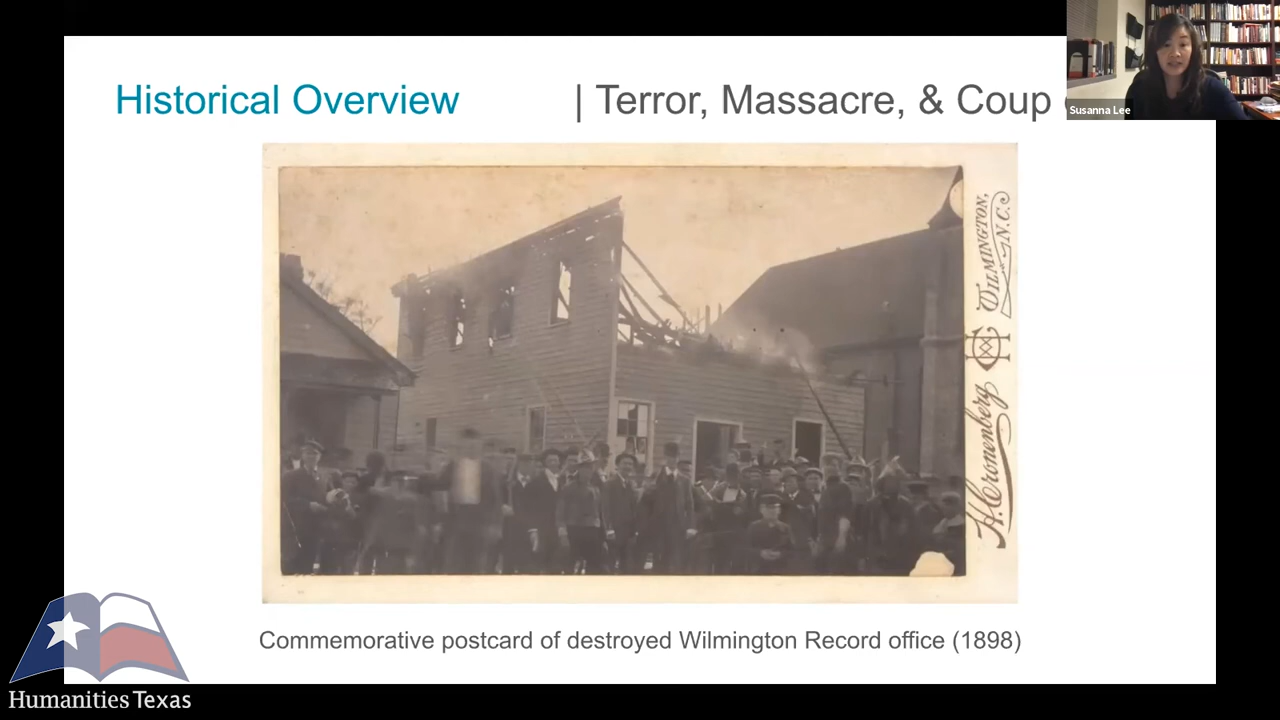 Historical Overview | Terror, Massacre, & Coup
Susanna Lee
WILMINGTON,
N.C.
H. Cronenberg
Commemorative postcard of destroyed Wilmington Record office (1898)
Humanities Texas